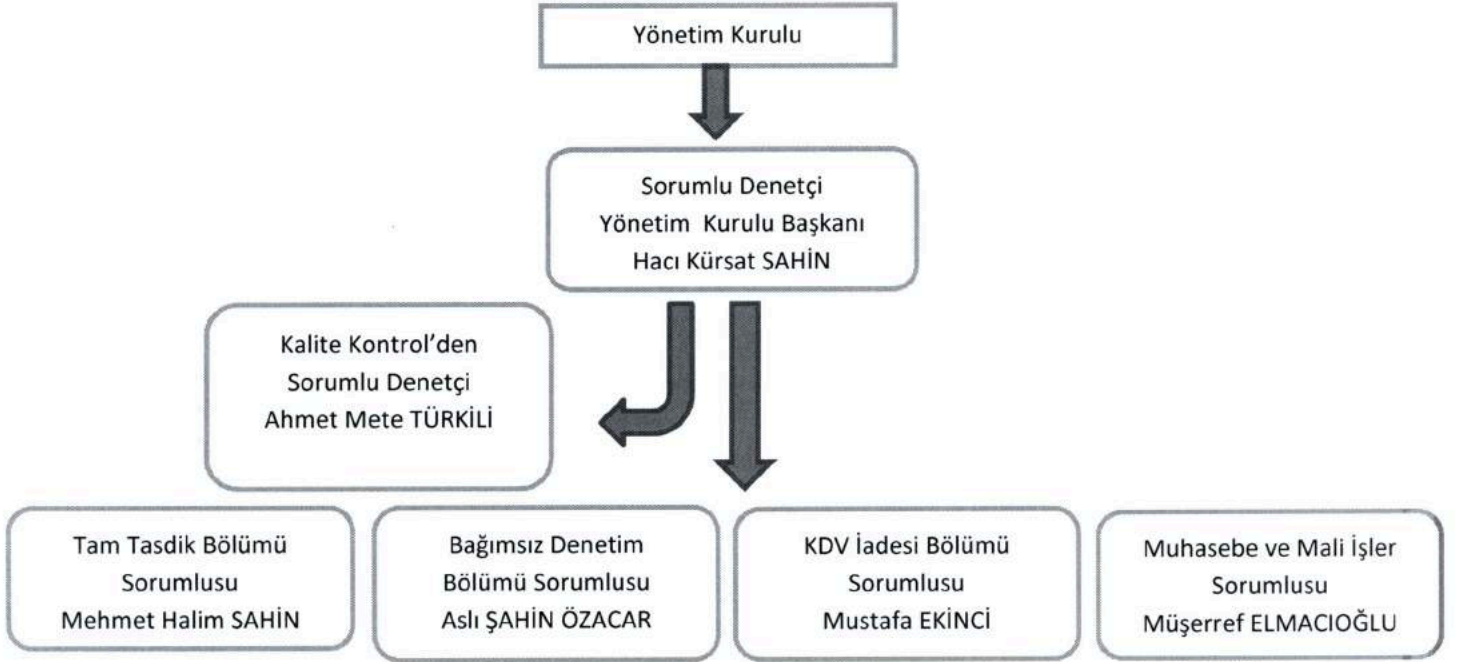 Yönetim Kurulu
Sorumlu Denetçi
Yönetim Kurulu Başkanı
Hacı Kürsat SAHİN
Kalite Kontrol’den
Sorumlu Denetçi
Ahmet Mete TÜRKİLİ
Tam Tasdik Bölümü
Sorumlusu
Mehmet Halim SAHİN
Bağımsız Denetim
Bölümü Sorumlusu
Aslı ŞAHİN ÖZACAR
KDV İadesi Bölümü
Sorumlusu
Mustafa EKİNCİ
Muhasebe ve Mali İşler
Sorumlusu
Müşerref ELMACIOĞLU